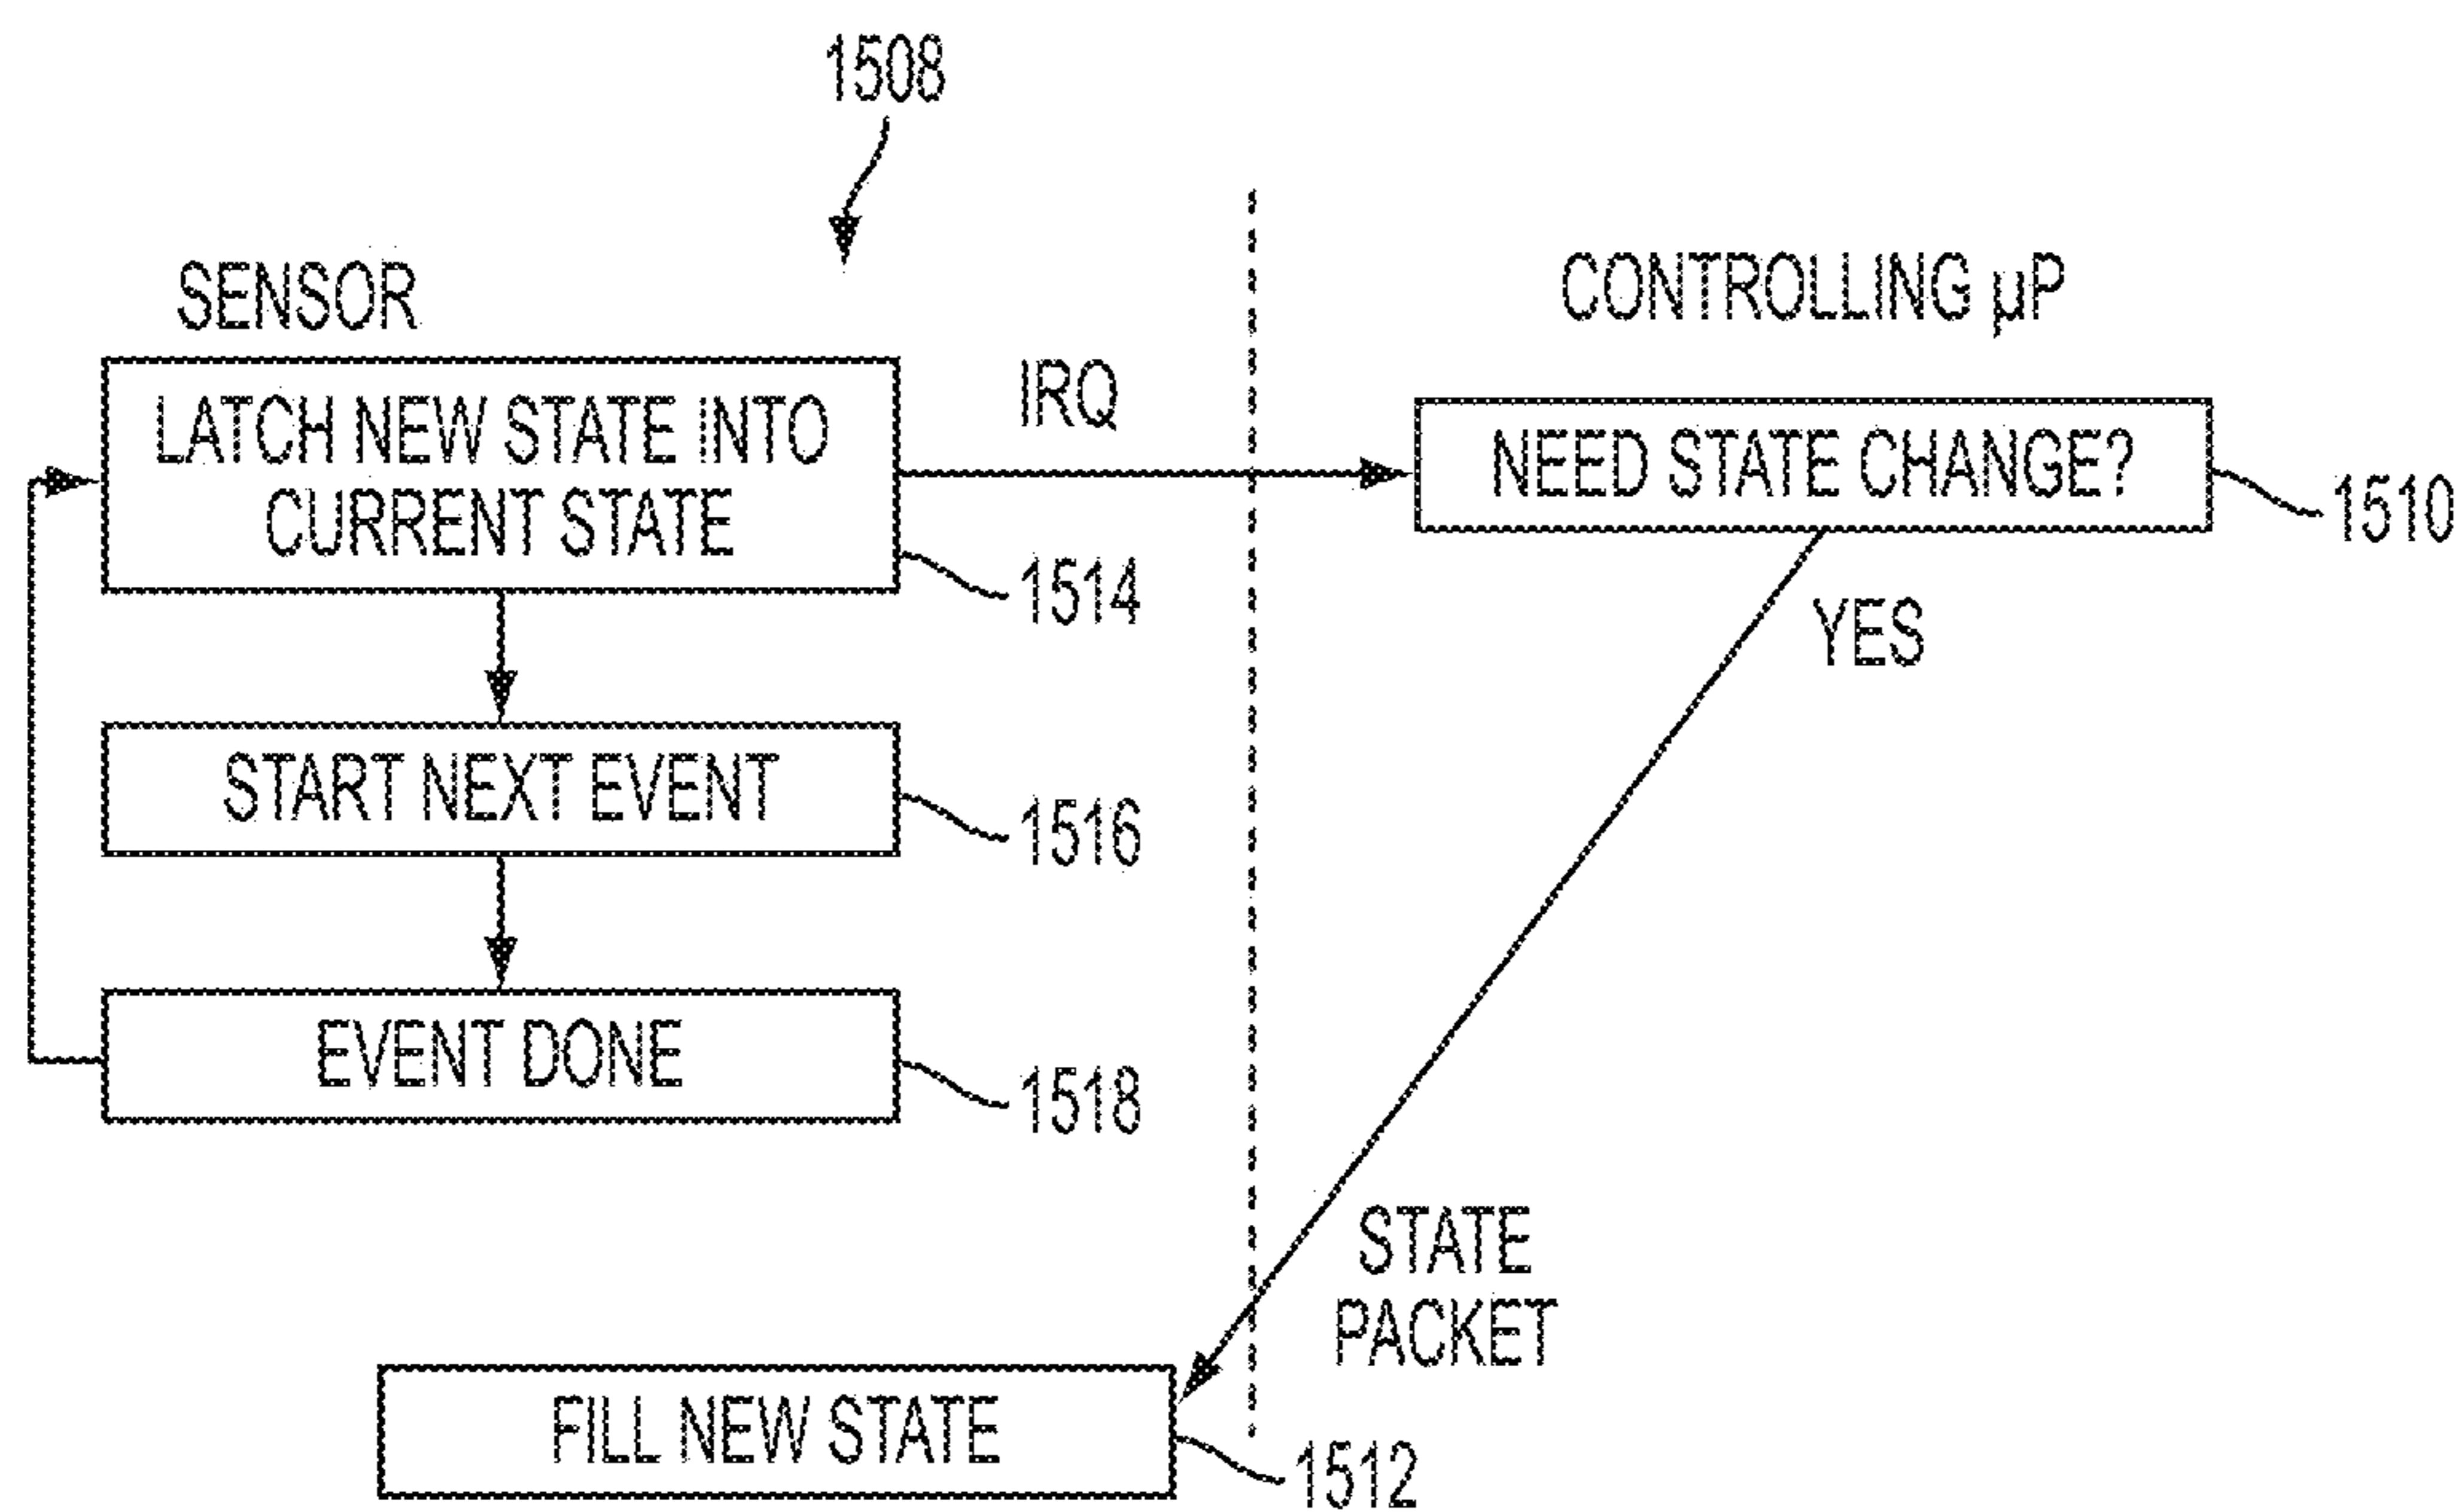 1508
SENSOR
CONTROLLING µP
LATCH NEW STATE INTO
CURRENT STATE
IRQ
NEED STATE CHANGE?
1510
1514
YES
START NEXT EVENT
1516
EVENT DONE
1518
STATE
PACKET
FILL NEW STATE
1512